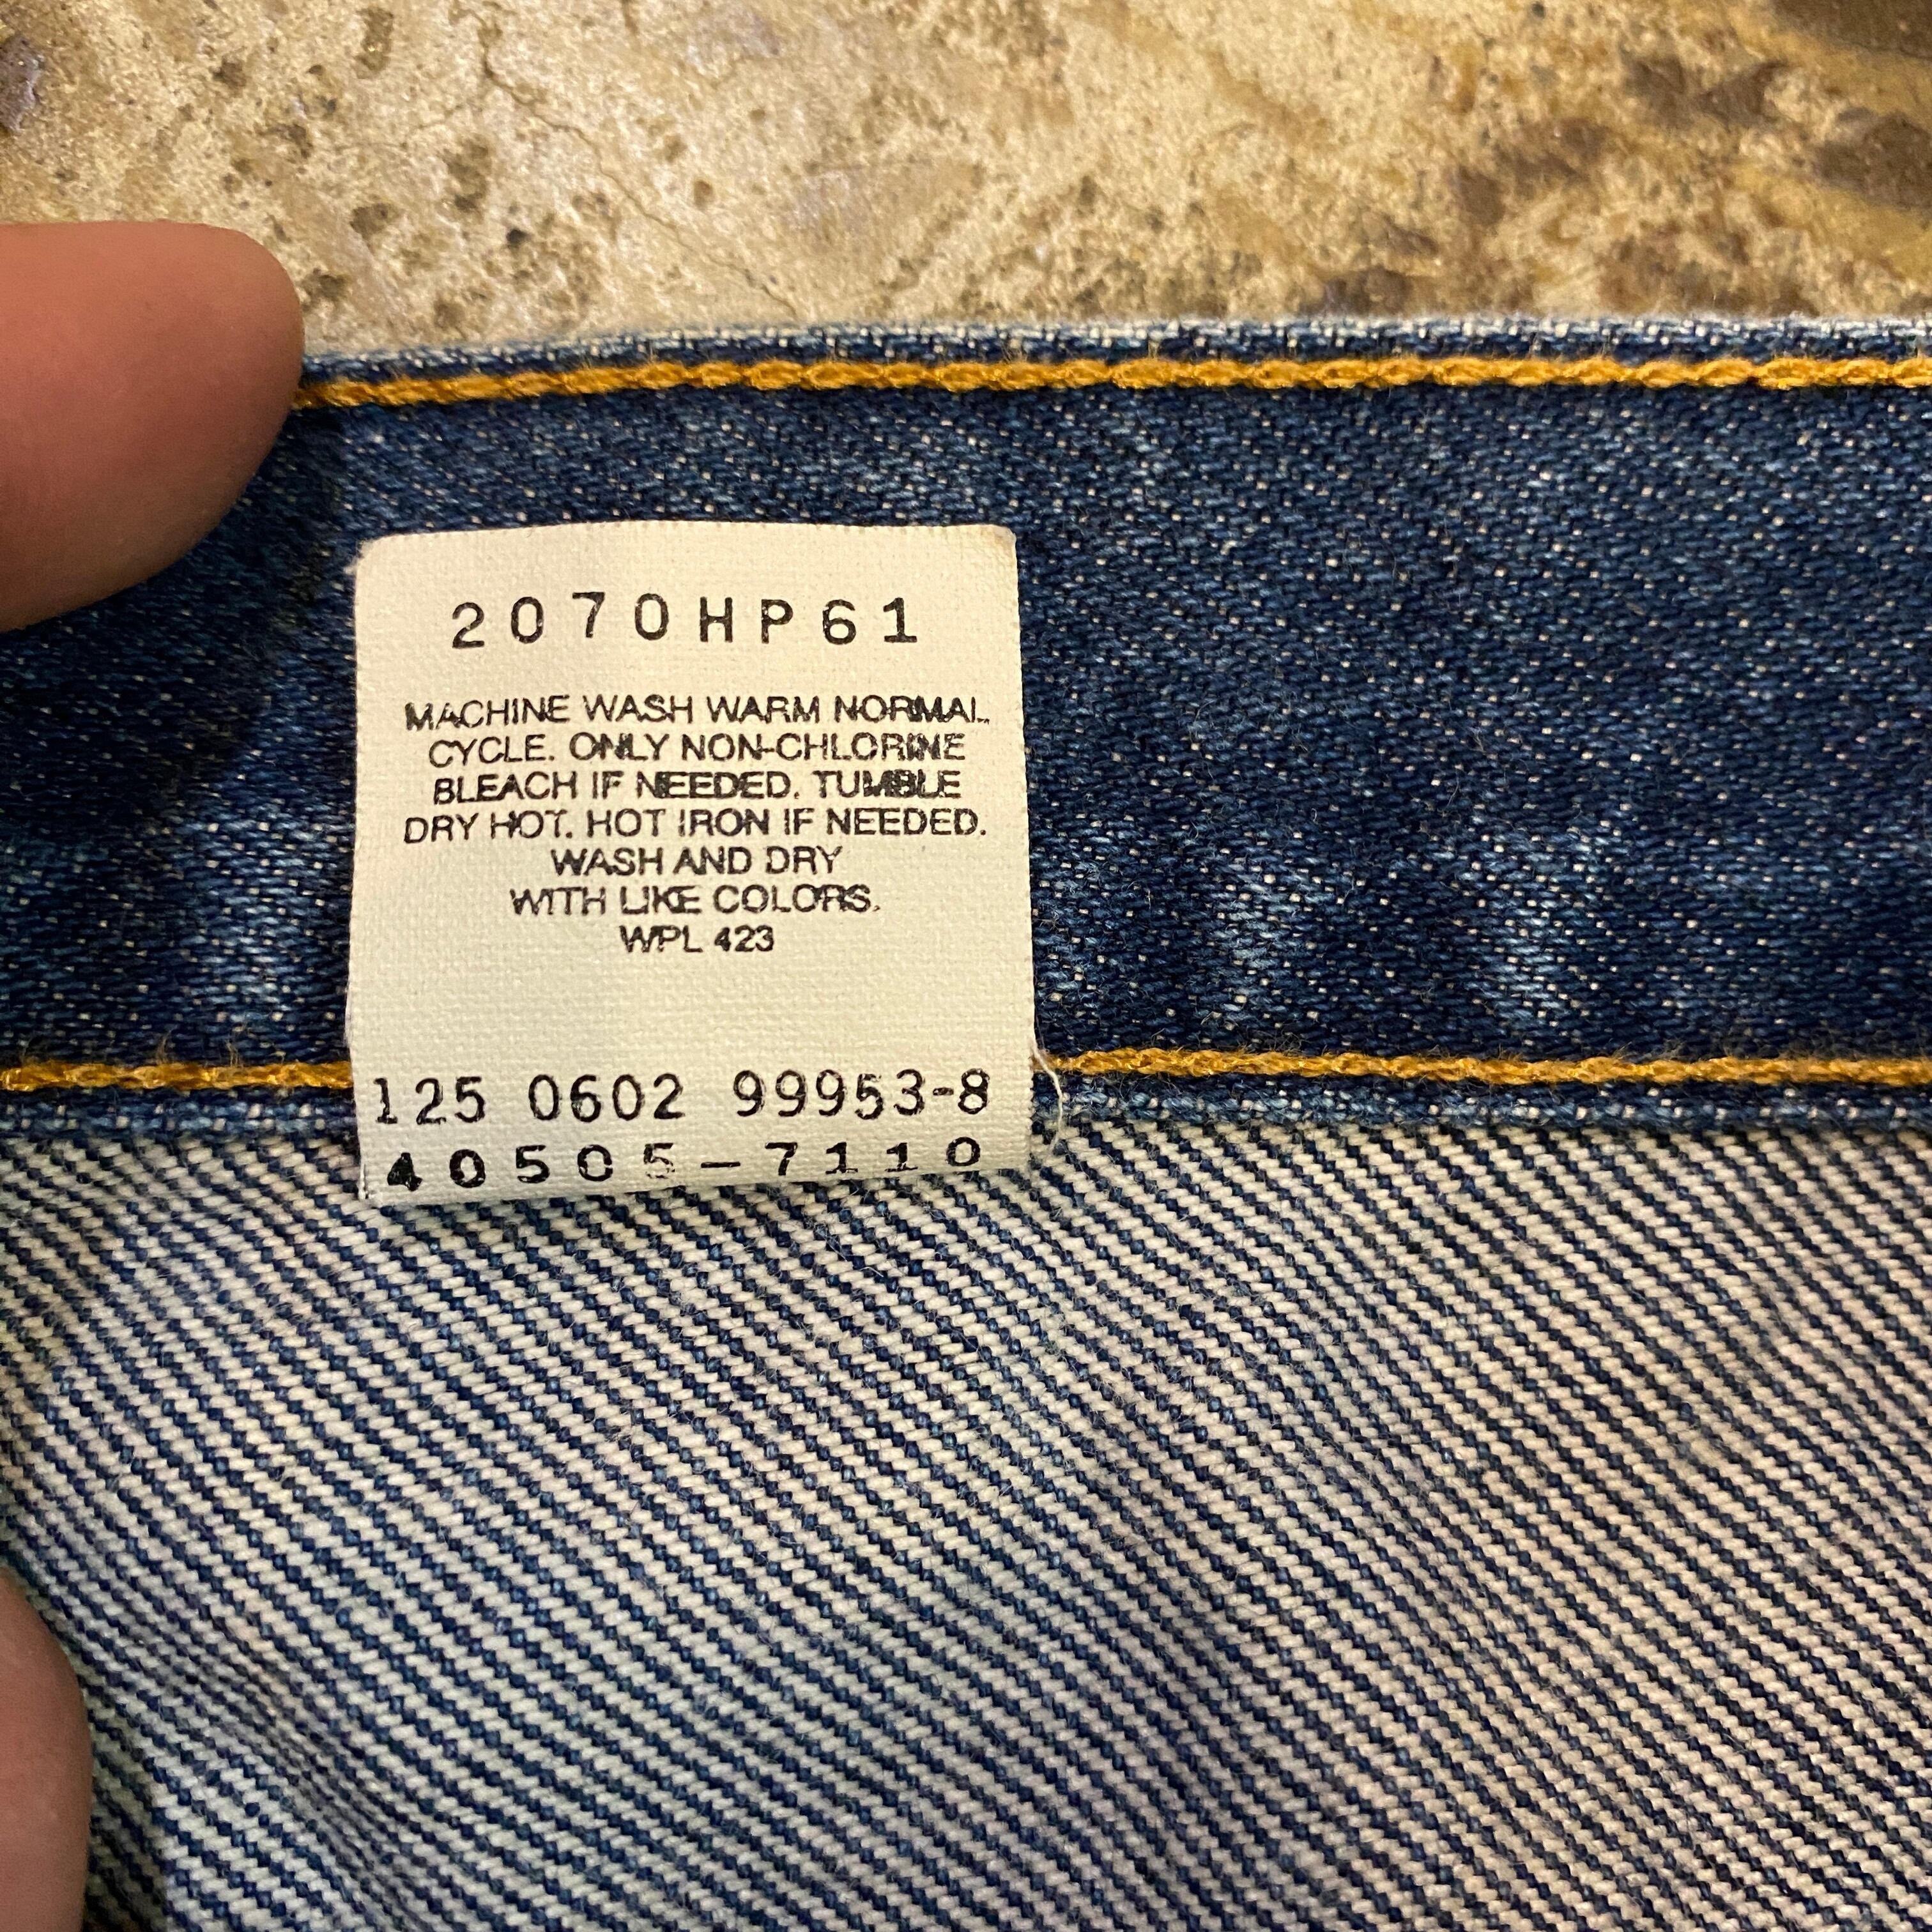 2070HP61
MACHINE WASH WARM NORMAL
CYCLE. ONLY NON-CHLORINE
BLEACH IF NEEDED. TUMBLE
DRY HOT. HOT IRON IF NEEDED.
WASH AND DRY
WITH LIKE COLORS.
WPL 423
125 0602 99953-8
40505-7110